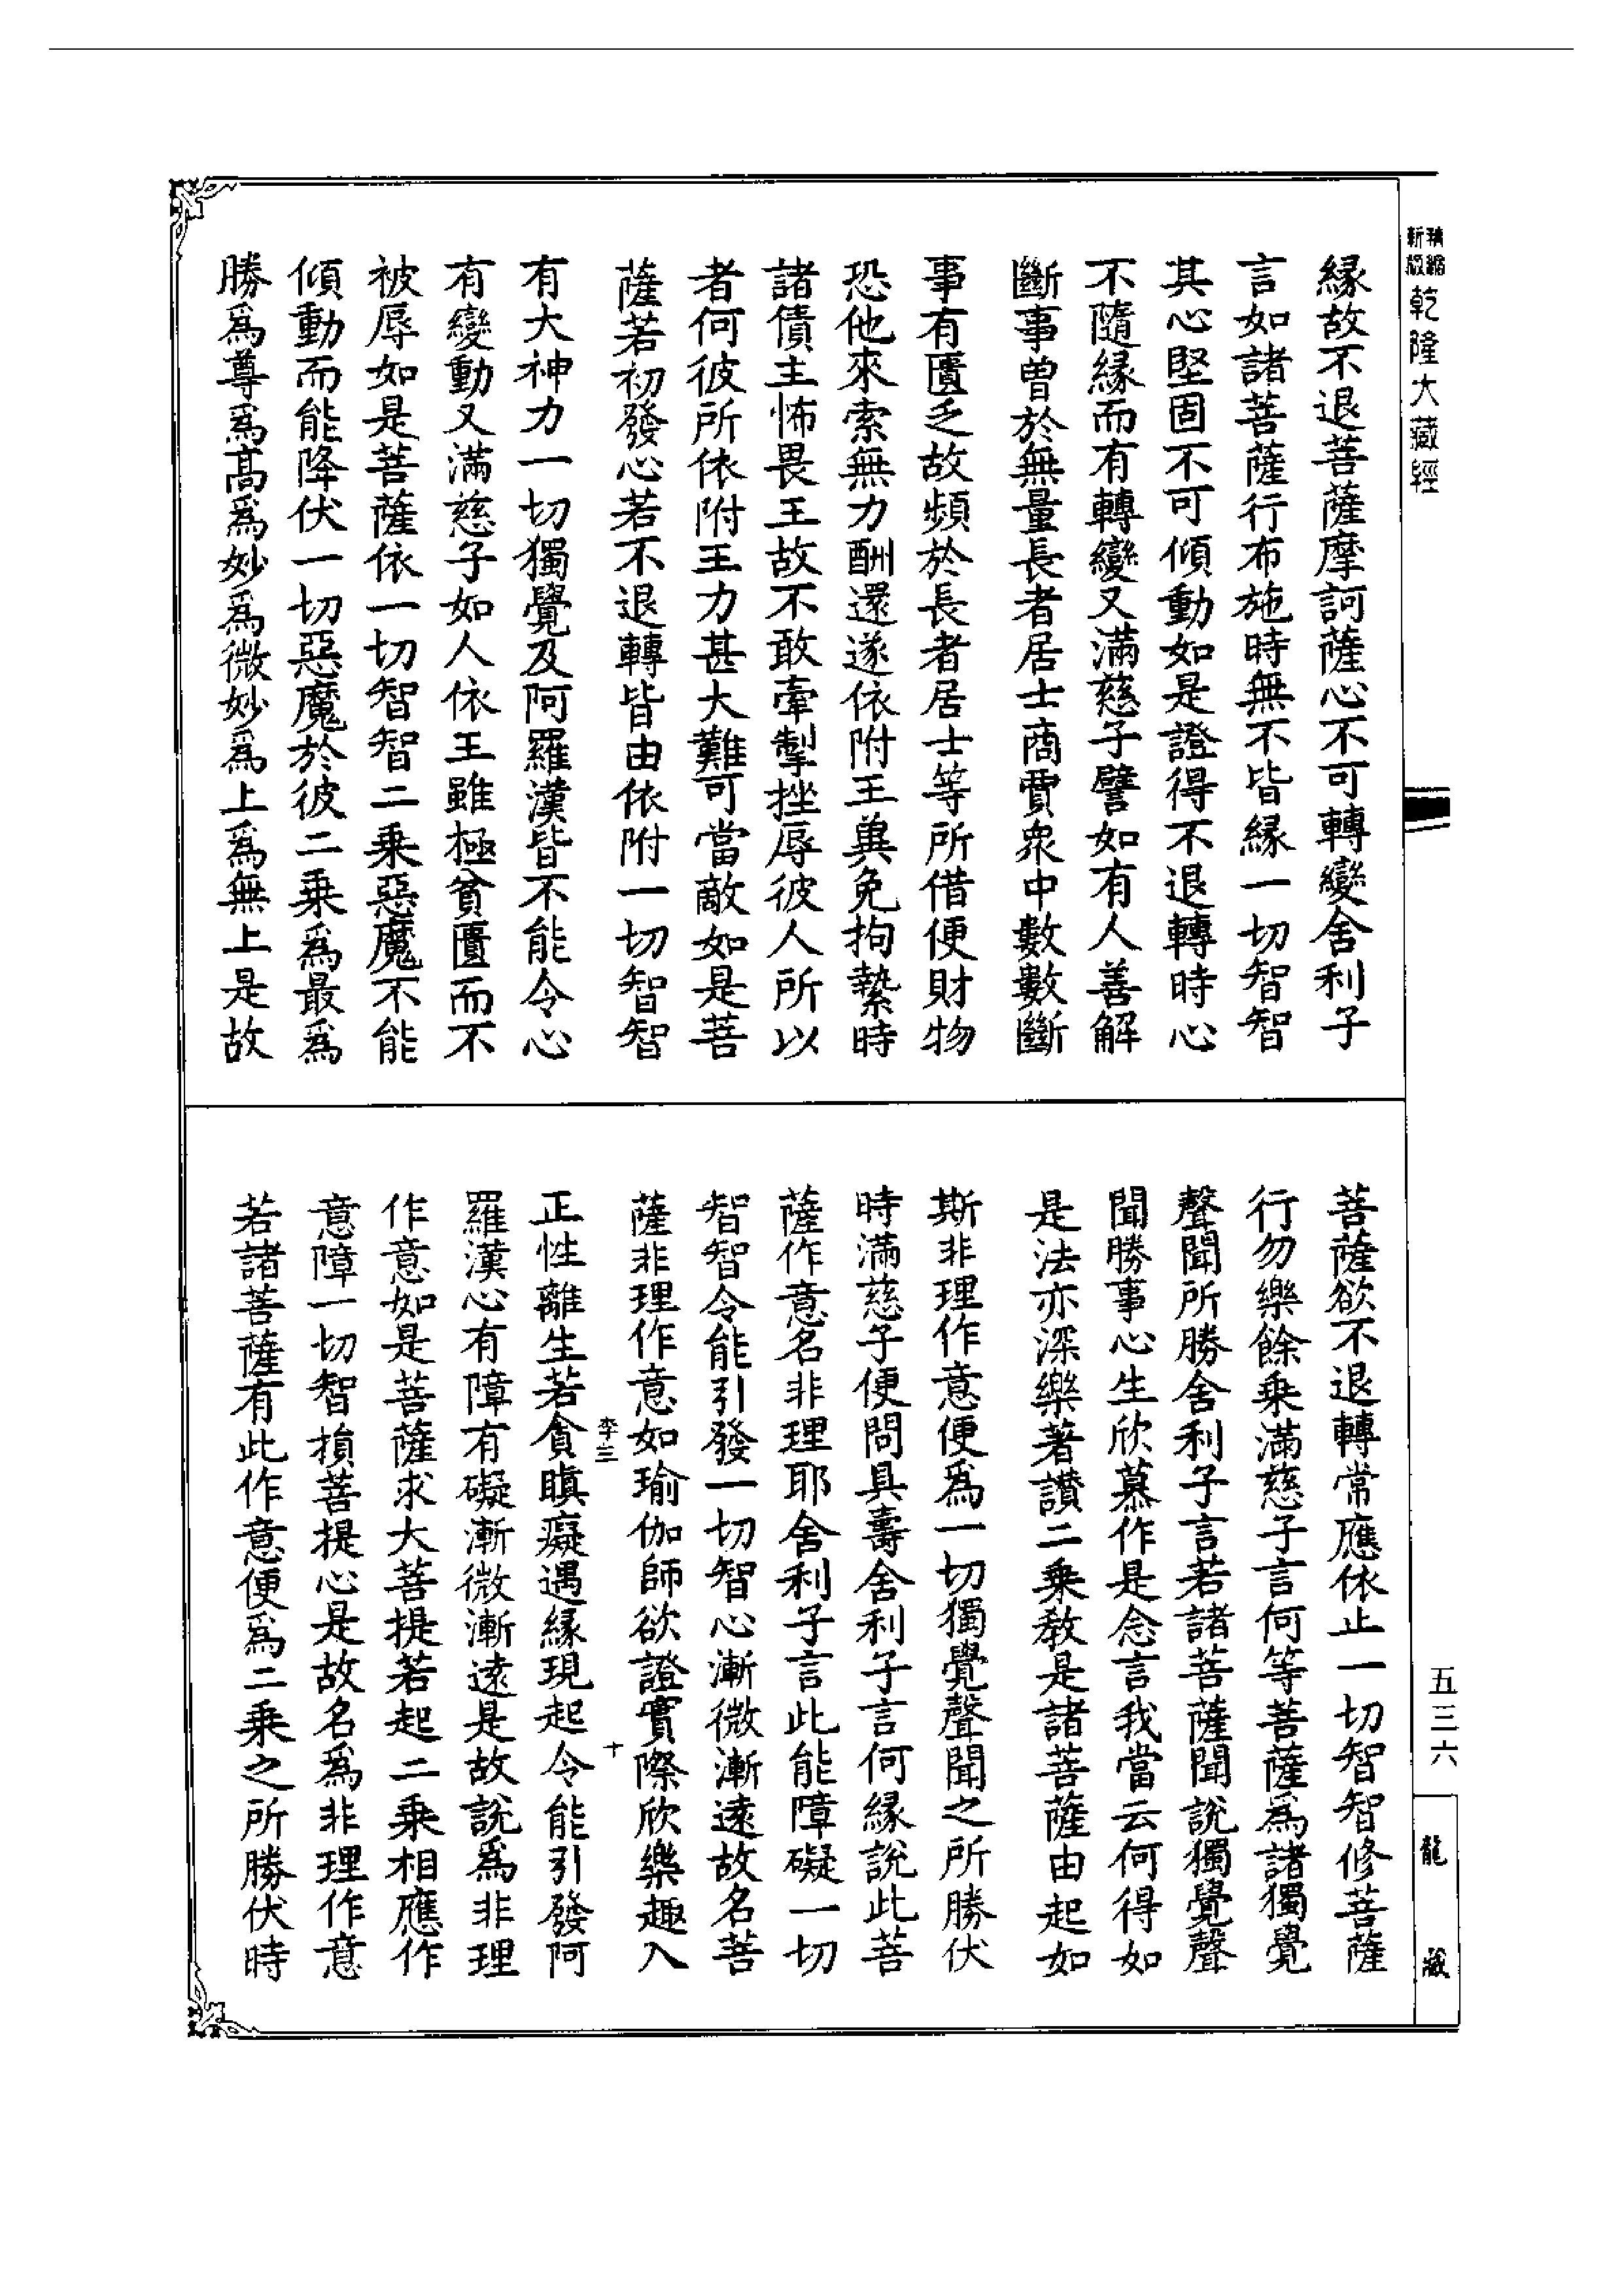 精縮新版乾隆大藏經
緣故不退菩薩摩訶薩心不可轉變舍利子
言如諸菩薩行布施時無不皆緣一切智智
其心堅固不可傾動如是證得不退轉時心
不隨緣而有轉變又滿慈子譬如有人善解
斷事曾於無量長者居士商賈衆中數數斷
事有匱乏故頻於長者居士等所借便財物
恐他來索無力酬還遂依附王冀免拘縶時
諸債主怖畏王故不敢牽掣挫辱彼人所以
者何彼所依附王力甚大難可當敵如是菩
薩若初發心若不退轉皆由依附一切智智
有大神力一切獨覺及阿羅漢皆不能令心
有變動又滿慈子如人依王雖極貧匱而不
被辱如是菩薩依一切智智二乘惡魔不能
傾動而能降伏一切惡魔於彼二乘爲最爲
勝爲尊爲高爲妙爲微妙爲上爲無上是故
菩薩欲不退轉常應依止一切智智修菩薩
行勿樂餘乘滿慈子言何等菩薩爲諸獨覺
聲聞所勝舍利子言若諸菩薩聞說獨覺聲
聞勝事心生欣慕作是念言我當云何得如
是法亦深樂著讚二乘教是諸菩薩由起如
斯非理作意便爲一切獨覺聲聞之所勝伏
時滿慈子便問具壽舍利子言何緣說此菩
薩作意名非理耶舍利子言此能障礙一切
智智令能引發一切智心漸微漸遠故名菩
薩非理作意如瑜伽師欲證實際欣樂趣入
李三 十
正性離生若貪瞋癡遇緣現起令能引發阿
羅漢心有障有礙漸微漸遠是故說爲非理
作意如是菩薩求大菩提若起二乘相應作
意障一切智損菩提心是故名爲非理作意
若諸菩薩有此作意便爲二乘之所勝伏時
五三六
龍藏